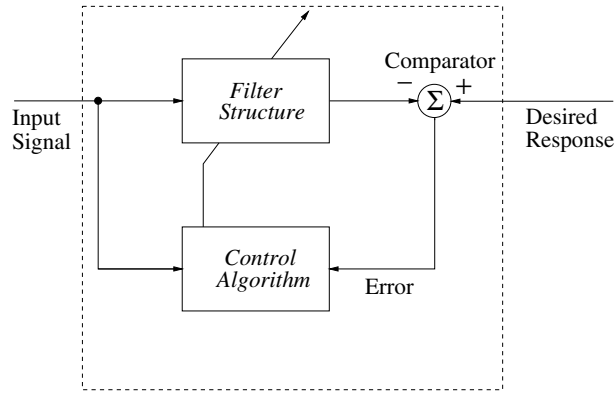 Comparator
Filter
Structure
− Σ +
Input
Signal
Desired
Response
Control
Algorithm
Error